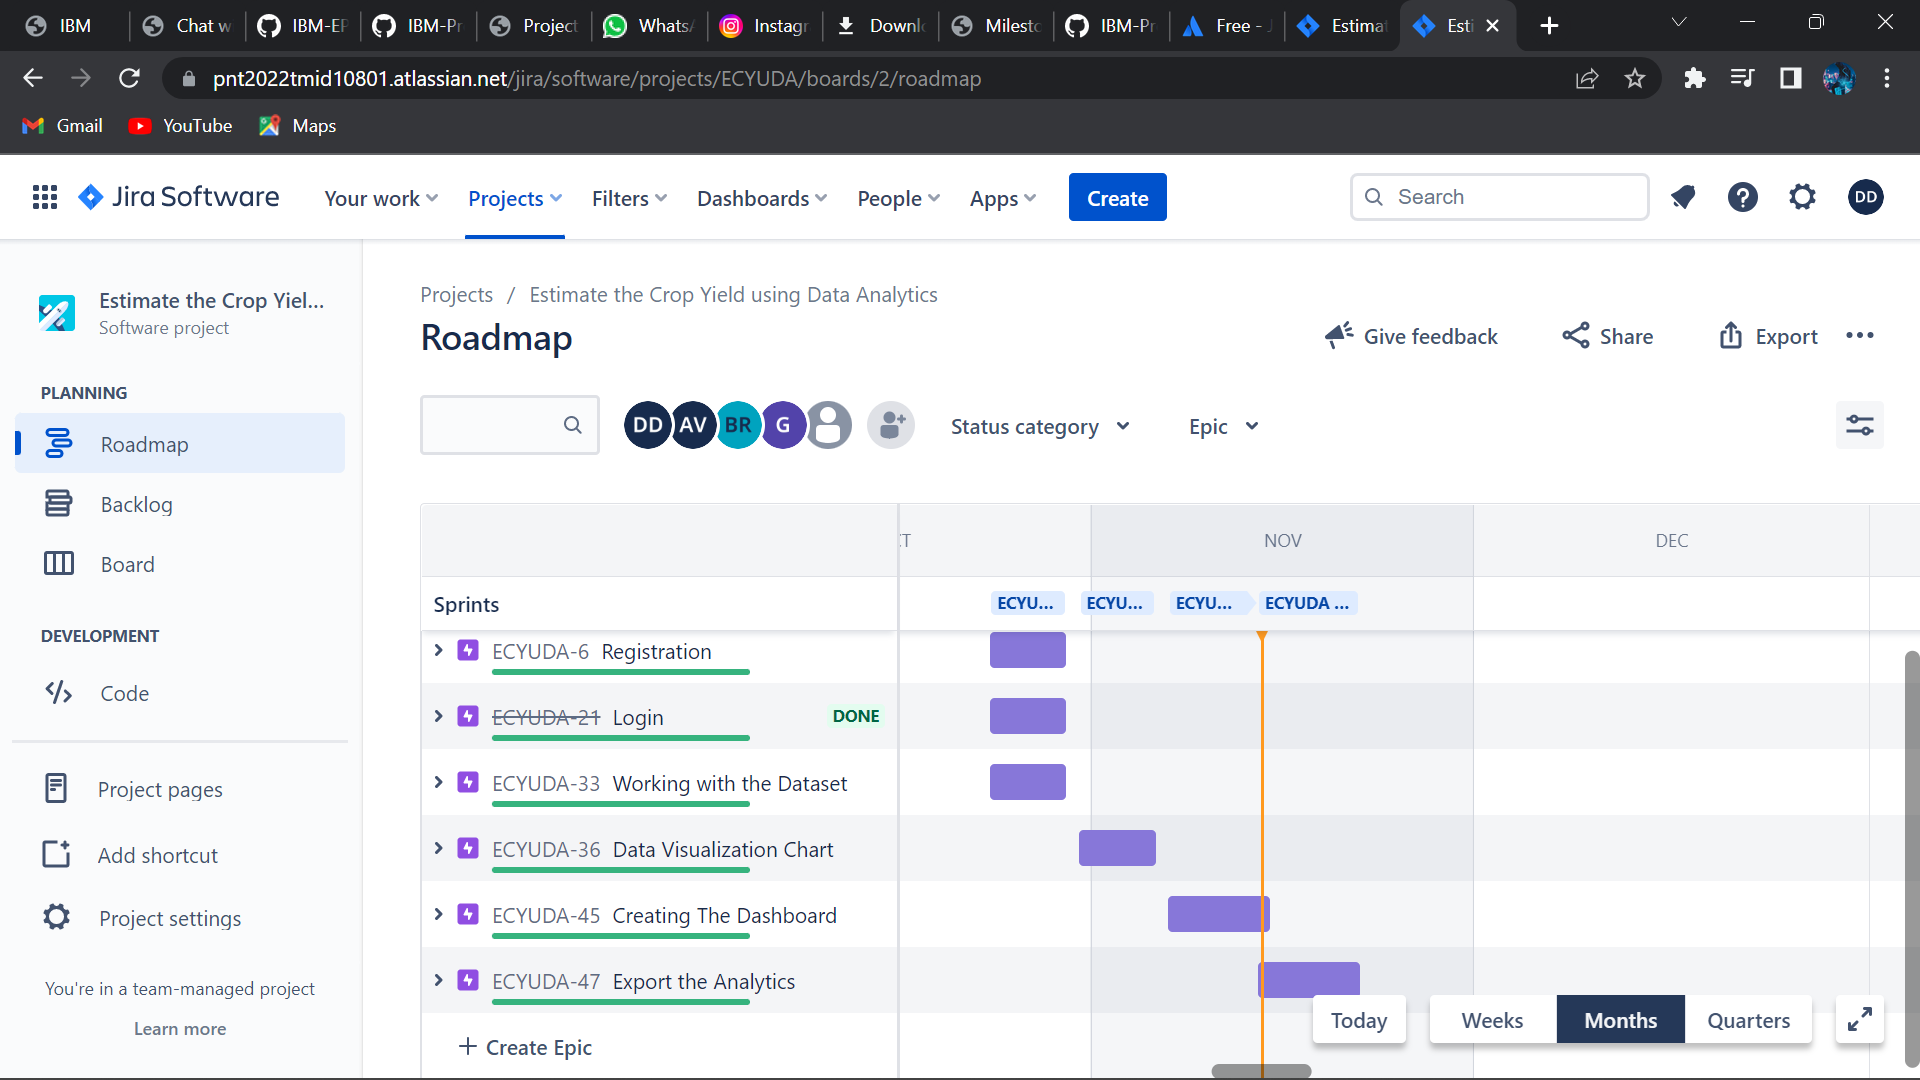 IBM Chat w IBM-EP IBM-Pr Project WhatsA Instagr Downlo Milesto IBM-Pr Free - J Estimat Esti
pnt2022tmid10801.atlassian.net/jira/software/projects/ECYUDA/boards/2/roadmap
Gmail YouTube Maps
Jira Software Your work Projects Filters Dashboards People Apps Create Search DD
Estimate the Crop Yiel...
Software project
PLANNING
Roadmap
Backlog
Board
DEVELOPMENT
Code
Project pages
Add shortcut
Project settings
You're in a team-managed project
Learn more
Projects / Estimate the Crop Yield using Data Analytics
Roadmap
Give feedback Share Export
DD AV BR G Status category Epic
NOV DEC
Sprints ECYU... ECYU... ECYU... ECYUDA ...
ECYUDA-6 Registration
ECYUDA-21 Login DONE
ECYUDA-33 Working with the Dataset
ECYUDA-36 Data Visualization Chart
ECYUDA-45 Creating The Dashboard
ECYUDA-47 Export the Analytics
+ Create Epic
Today Weeks Months Quarters